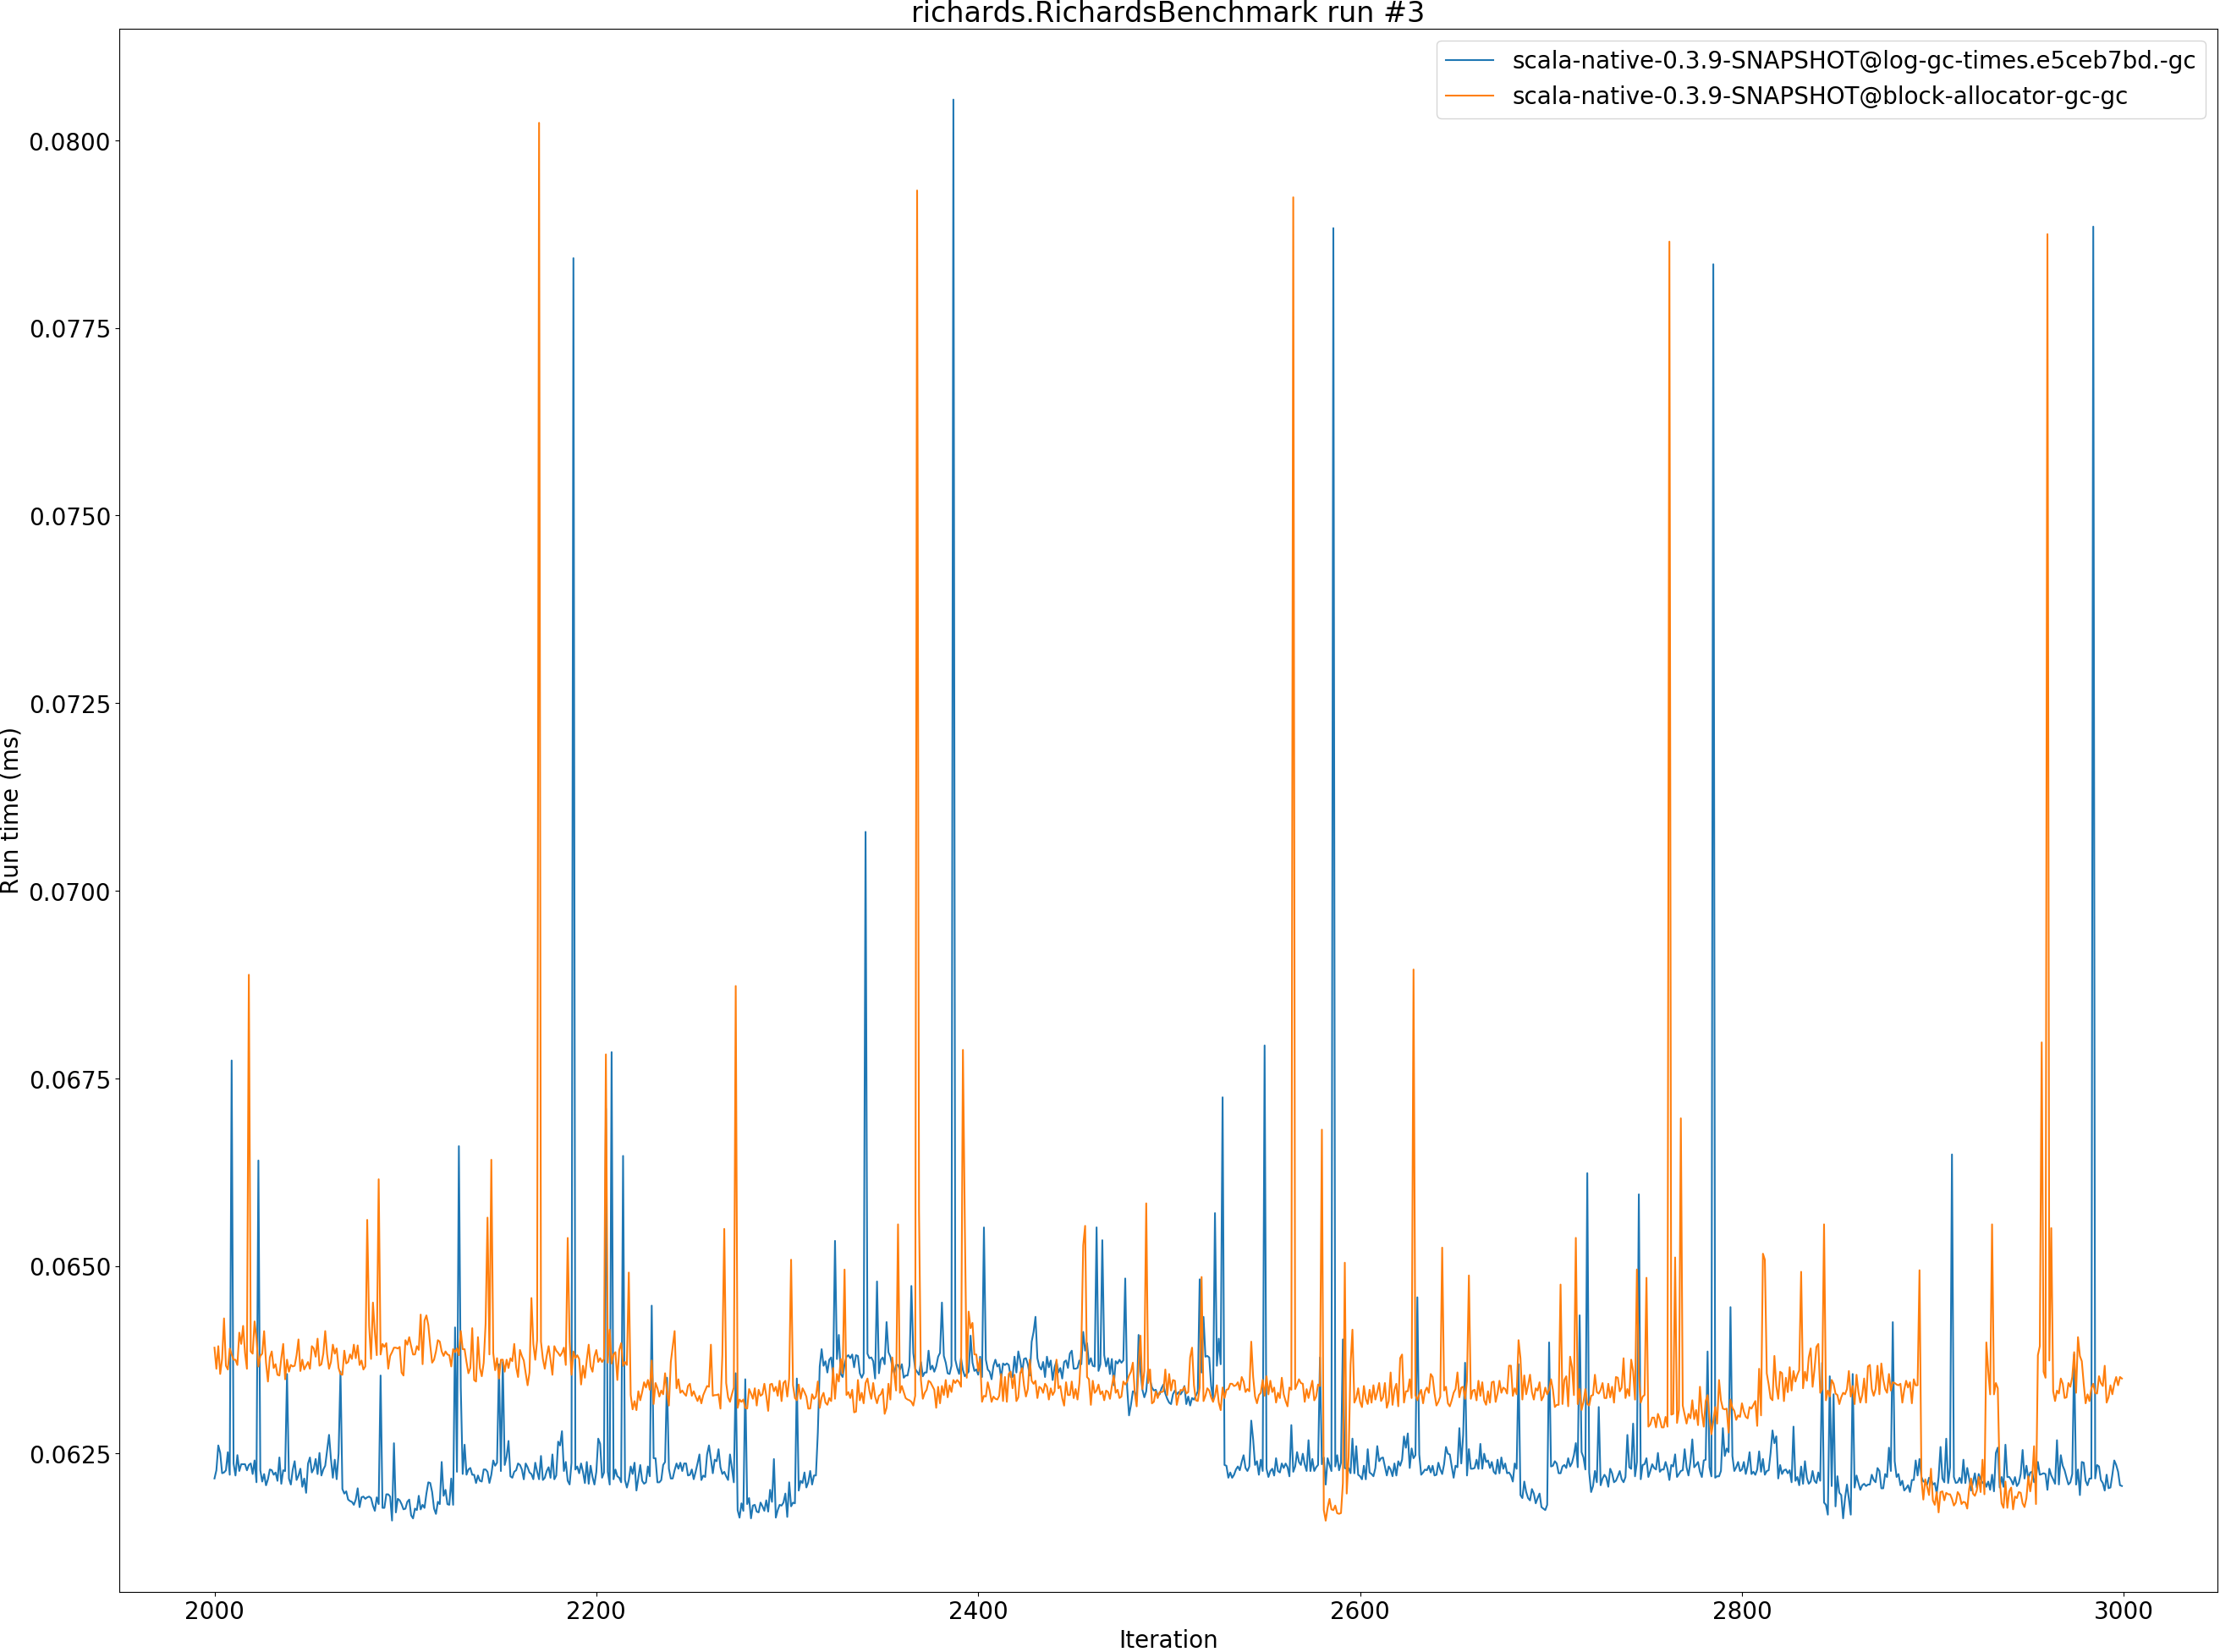 richards.RichardsBenchmark run #3
scala-native-0.3.9-SNAPSHOT@log-gc-times.e5ceb7bd.-gc
scala-native-0.3.9-SNAPSHOT@block-allocator-gc-gc
Run time (ms)
0.0800
0.0775
0.0750
0.0725
0.0700
0.0675
0.0650
0.0625
2000
2200
2400
2600
2800
3000
Iteration